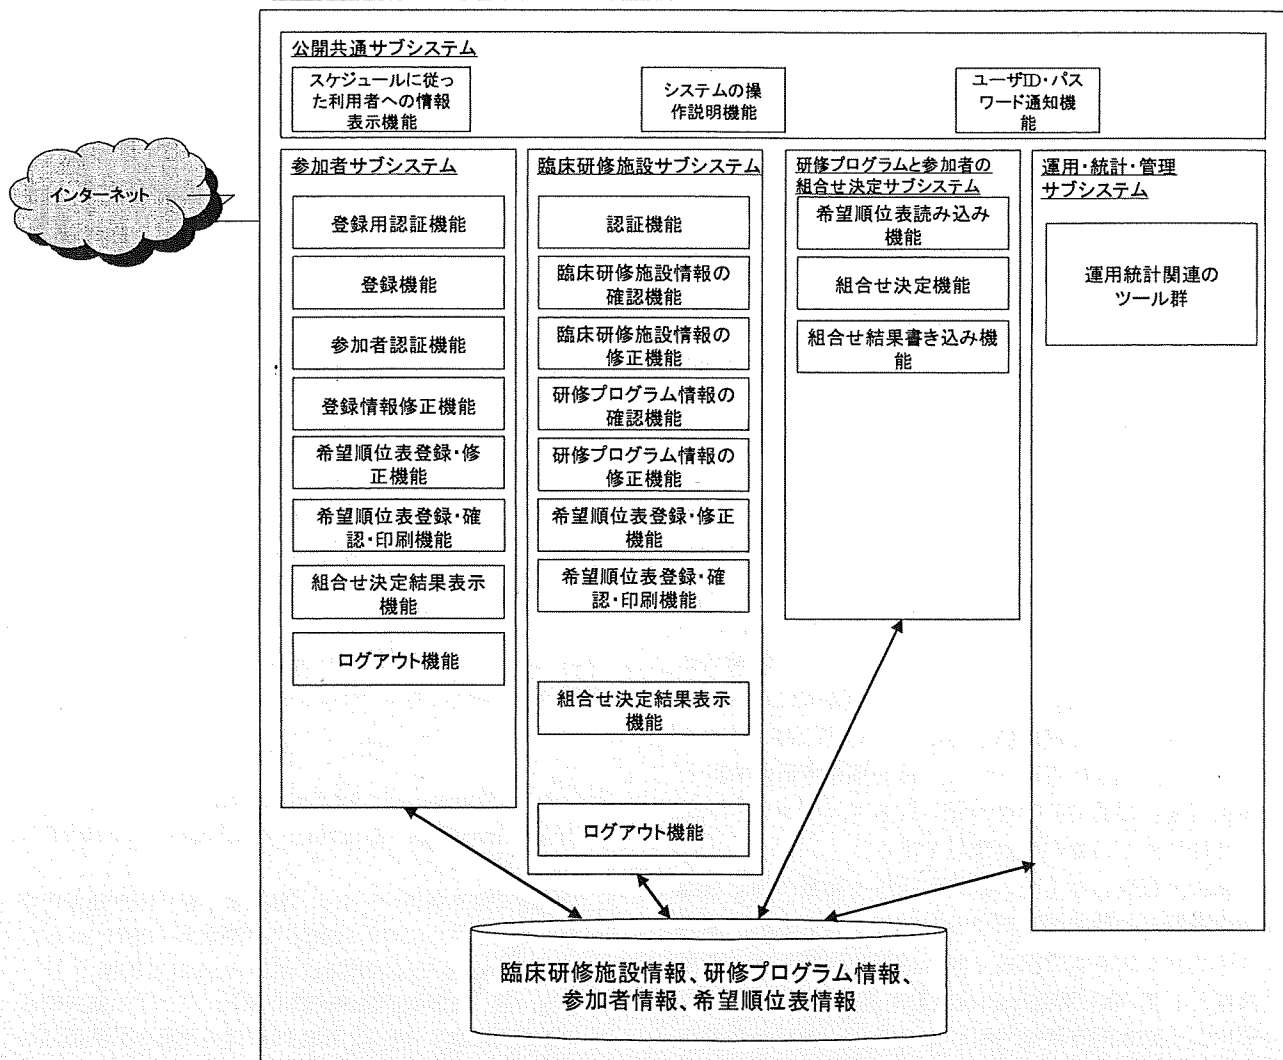 公開共通サブシステム
スケジュールに従っ
た利用者への情報
表示機能
システムの操
作説明機能
ユーザID・パス
ワード通知機
能
インターネット
参加者サブシステム
登録用認証機能
登録機能
参加者認証機能
登録情報修正機能
希望順位表登録・修
正機能
希望順位表登録・確
認・印刷機能
組合せ決定結果表示
機能
ログアウト機能
臨床研修施設サブシステム
認証機能
臨床研修施設情報の
確認機能
臨床研修施設情報の
修正機能
研修プログラム情報の
確認機能
研修プログラム情報の
修正機能
希望順位表登録・修正
機能
希望順位表登録・確
認・印刷機能
組合せ決定結果表示
機能
ログアウト機能
研修プログラムと参加者の
組合せ決定サブシステム
希望順位表読み込み
機能
組合せ決定機能
組合せ結果書き込み機
能
運用・統計・管理
サブシステム
運用統計関連の
ツール群
臨床研修施設情報、研修プログラム情報、
参加者情報、希望順位表情報